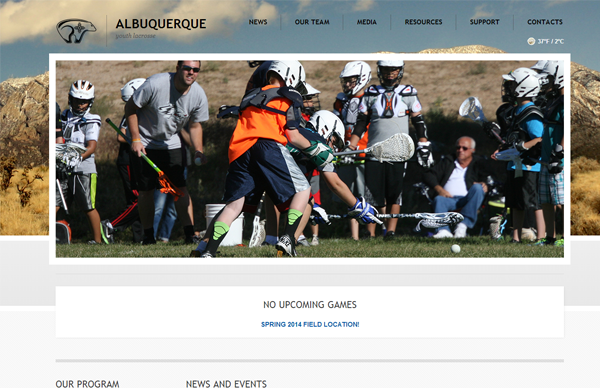 ALBUQUERQUE
youth lacrosse
NEWS OUR TEAM MEDIA RESOURCES SUPPORT CONTACTS
37°F / 2°C
NO UPCOMING GAMES
SPRING 2014 FIELD LOCATION!
OUR PROGRAM NEWS AND EVENTS